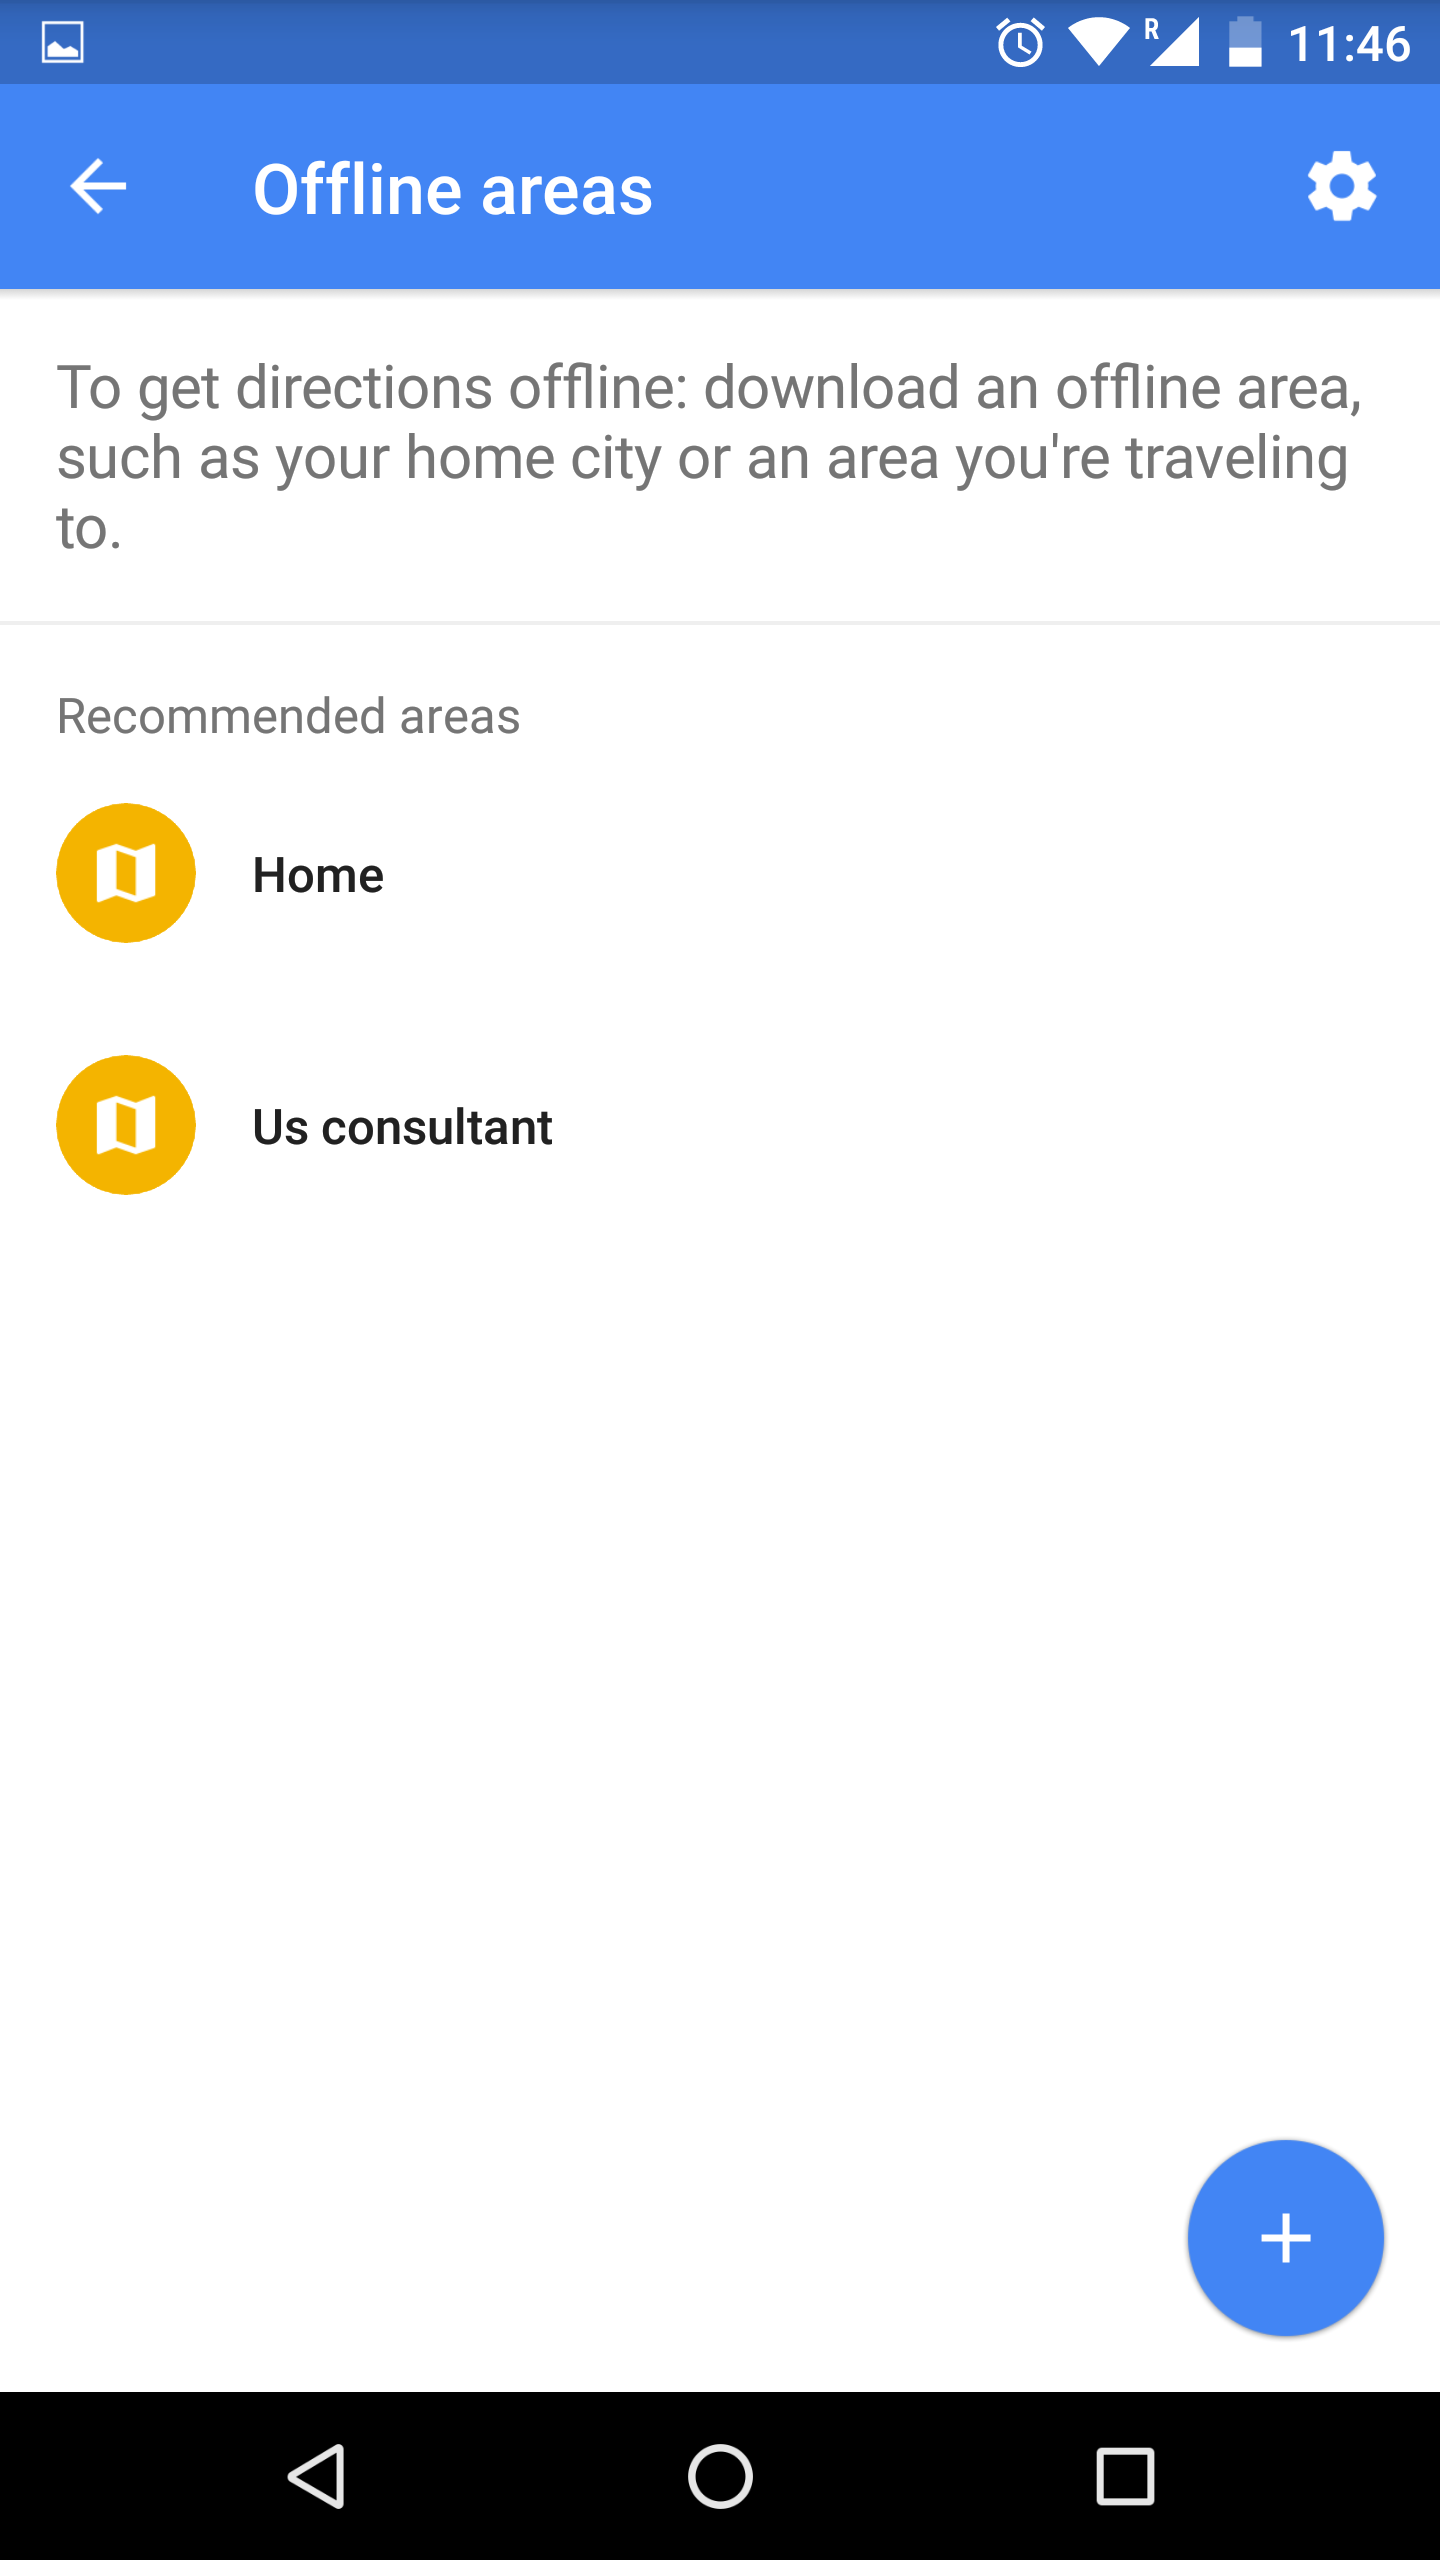 R 11:46
Offline areas
To get directions offline: download an offline area,
such as your home city or an area you're traveling
to.
Recommended areas
Home
Us consultant